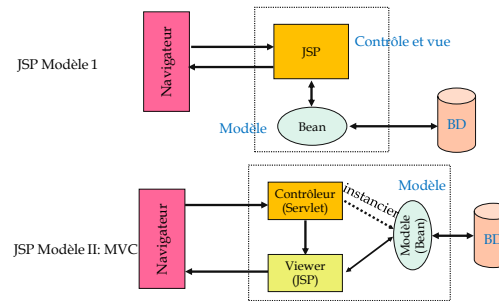 JSP Modèle 1
Navigateur
JSP
Contrôle et vue
Modèle
Bean
BD
JSP Modèle II: MVC
Navigateur
Contrôleur
(Servlet)
instancier
Modèle
Modèle
(Bean)
BD
Viewer
(JSP)